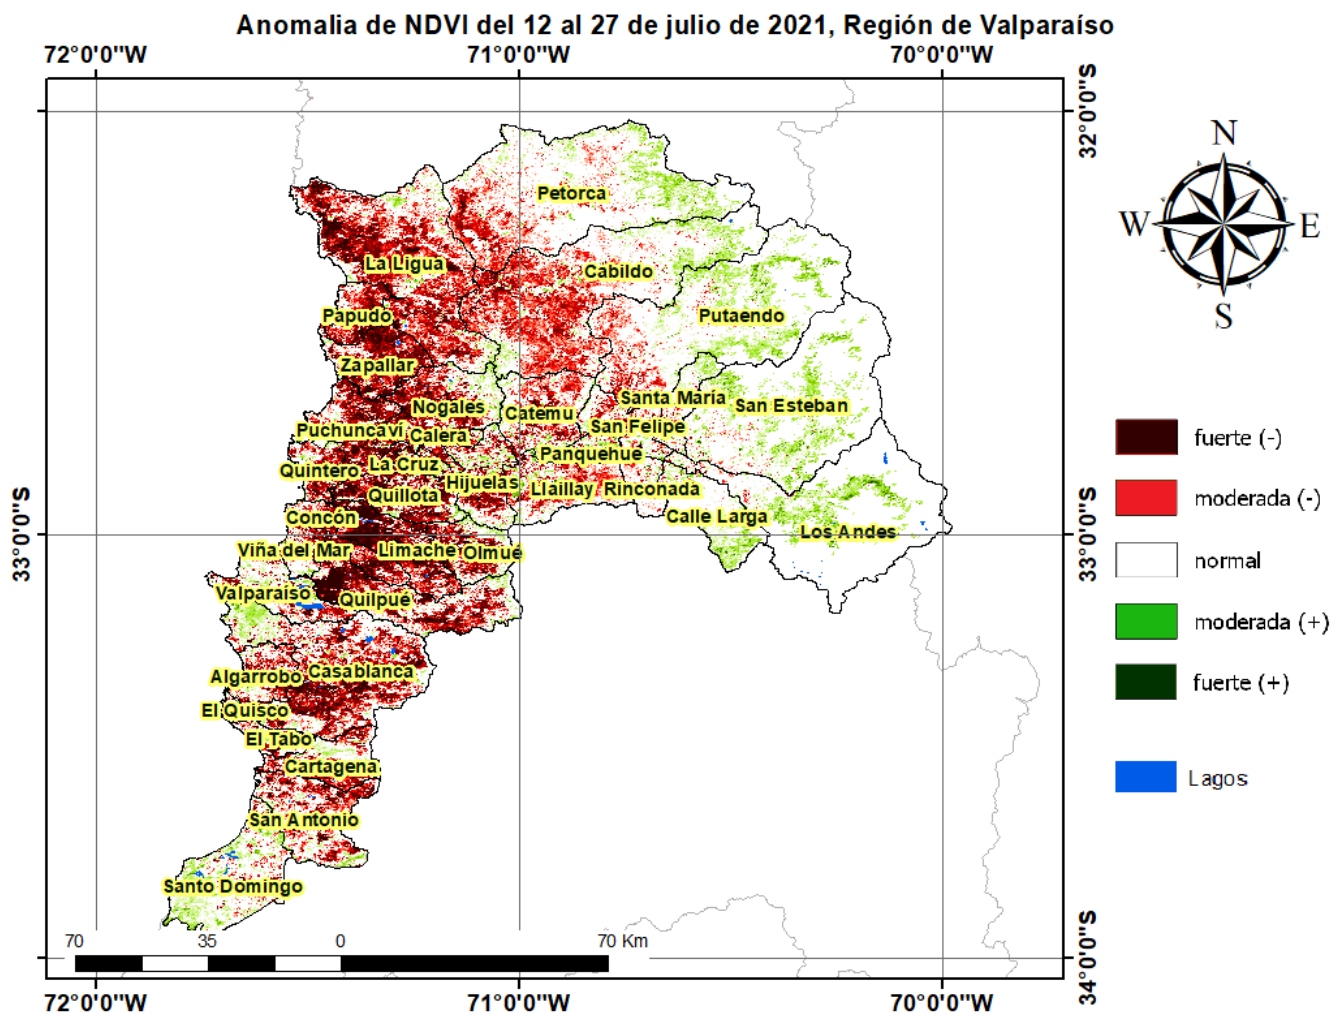 Anomalia de NDVI del 12 al 27 de julio de 2021, Región de Valparaíso
72°0'0"W 71°0'0"W 70°0'0"W
32°0'0"S
N
W E
S
Petorca
La Ligua
Cabildo
Papudo
Putaendo
Zapallar
Santa María
San Esteban
Nogales
Catemu
Puchuncaví
Calera
San Felipe
Panquehue
Quintero
La Cruz
Hijuelas
Llaillay
Rinconada
Quillota
Concón
Calle Larga
Los Andes
33°0'0"S
33°0'0"S
Viña del Mar
Limache
Olmué
Valparaíso
Quilpué
Algarrobo
Casablanca
El Quisco
El Tabo
Cartagena
San Antonio
Santo Domingo
fuerte (-)
moderada (-)
normal
moderada (+)
fuerte (+)
Lagos
70 35 0 70 Km
34°0'0"S
72°0'0"W 71°0'0"W 70°0'0"W